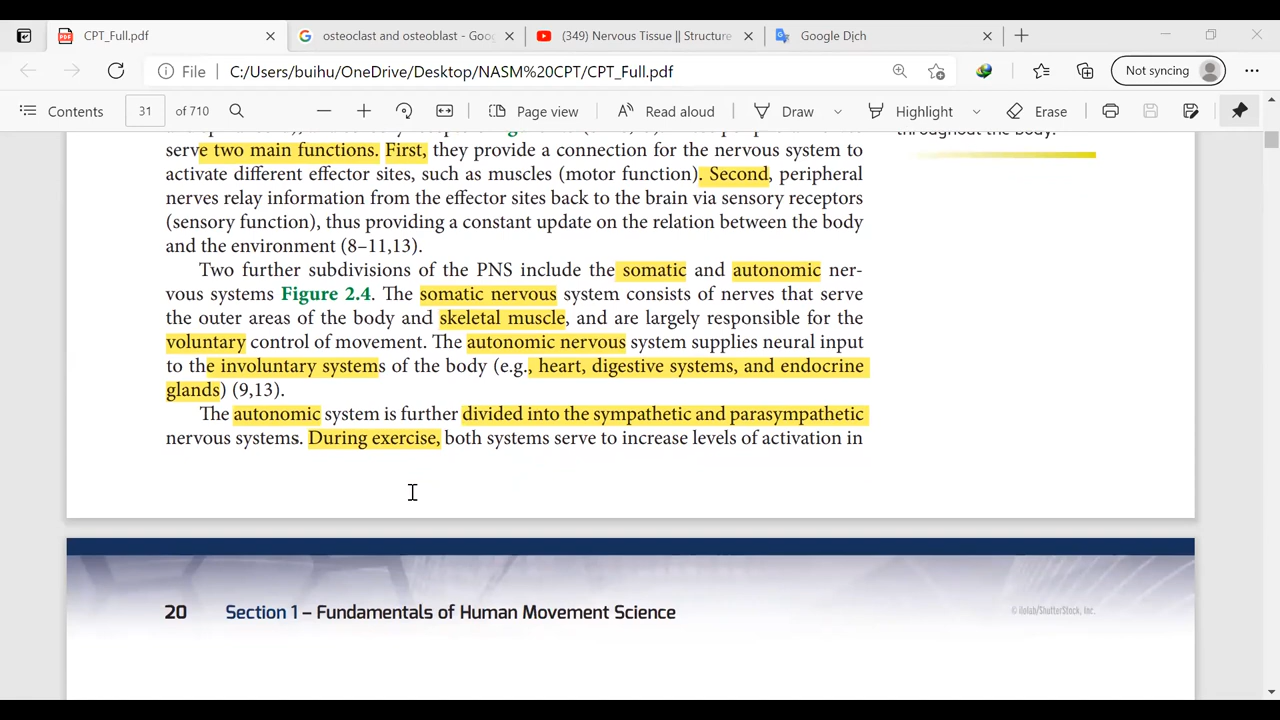 CPT_Full.pdf
osteoclast and osteoblast - Goo
(349) Nervous Tissue || Structure
Google Dịch
File
C:/Users/buihu/OneDrive/Desktop/NASM%20CPT/CPT_Full.pdf
Not syncing
Contents
31
of 710
Page view
Read aloud
Draw
Highlight
Erase
throughout the body.
serve two main functions. First, they provide a connection for the nervous system to
activate different effector sites, such as muscles (motor function). Second, peripheral
nerves relay information from the effector sites back to the brain via sensory receptors
(sensory function), thus providing a constant update on the relation between the body
and the environment (8–11,13).
Two further subdivisions of the PNS include the somatic and autonomic ner-
vous systems Figure 2.4. The somatic nervous system consists of nerves that serve
the outer areas of the body and skeletal muscle, and are largely responsible for the
voluntary control of movement. The autonomic nervous system supplies neural input
to the involuntary systems of the body (e.g., heart, digestive systems, and endocrine
glands) (9,13).
The autonomic system is further divided into the sympathetic and parasympathetic
nervous systems. During exercise, both systems serve to increase levels of activation in
20 Section 1 – Fundamentals of Human Movement Science
© ilolab/ShutterStock, Inc.